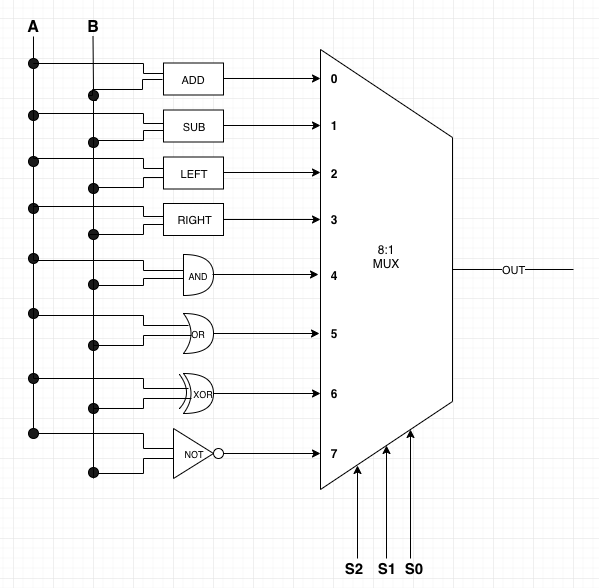 A B
ADD 0
SUB 1
LEFT 2
RIGHT 3
8:1
MUX
AND 4
OUT
OR 5
XOR 6
NOT 7
S2 S1 S0